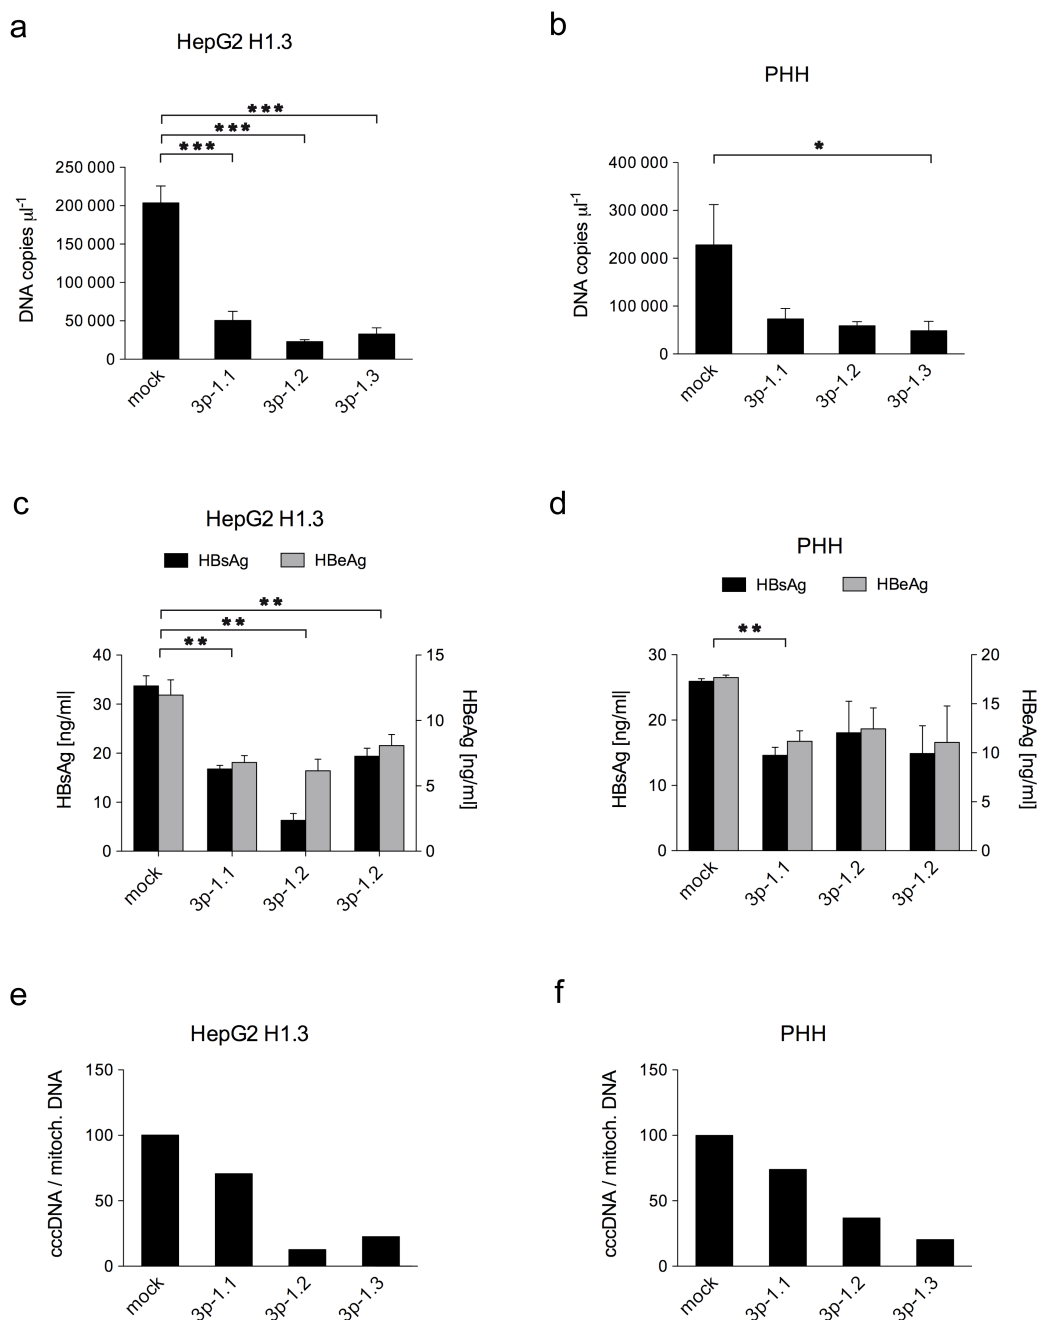 a
HepG2 H1.3
***
***
***
250 000
200 000
150 000
100 000
50 000
0
DNA copies µl-1
mock
3p-1.1
3p-1.2
3p-1.3
b
PHH
*
400 000
300 000
200 000
100 000
0
DNA copies µl-1
mock
3p-1.1
3p-1.2
3p-1.3
c
HepG2 H1.3
HBsAg
HBeAg
**
**
**
40
30
20
10
0
HBsAg [ng/ml|
15
10
5
0
HBeAg [ng/ml]
mock
3p-1.1
3p-1.2
3p-1.2
d
PHH
HBsAg
HBeAg
**
30
20
10
0
HBsAg [ng/ml|
20
15
10
5
0
HBeAg [ng/ml]
mock
3p-1.1
3p-1.2
3p-1.2
e
HepG2 H1.3
150
100
50
0
cccDNA / mitoch. DNA
mock
3p-1.1
3p-1.2
3p-1.3
f
PHH
150
100
50
0
cccDNA / mitoch. DNA
mock
3p-1.1
3p-1.2
3p-1.3